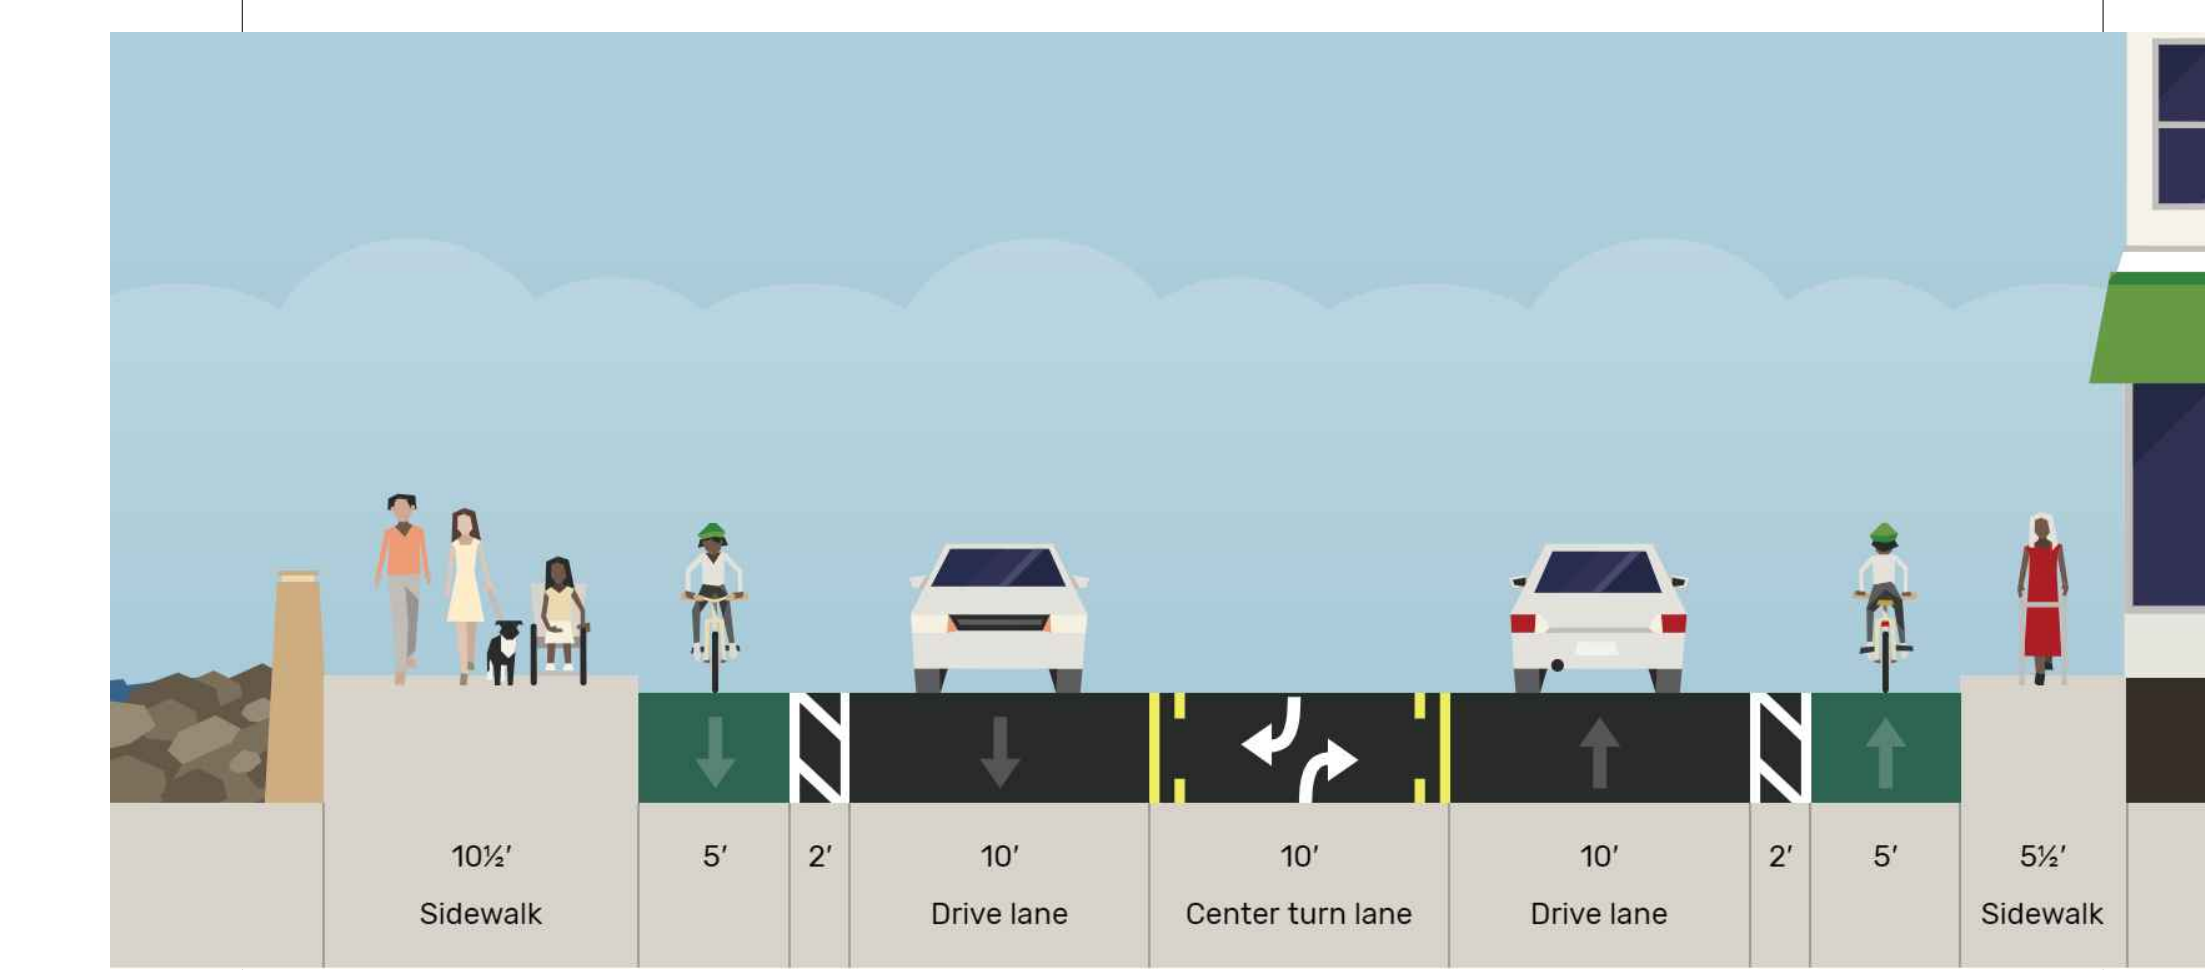 10½′ 5′ 2′ 10′ 10′ 10′ 2′ 5′ 5½′
Sidewalk Drive lane Center turn lane Drive lane Sidewalk